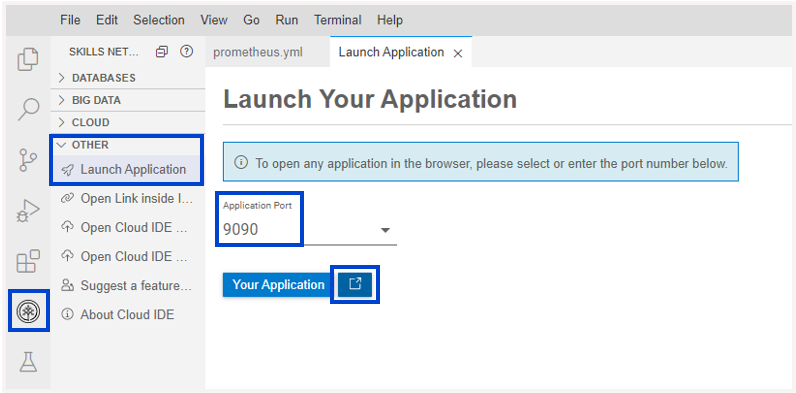 File Edit Selection View Go Run Terminal Help
SKILLS NET...
prometheus.yml
Launch Application
DATABASES
BIG DATA
CLOUD
OTHER
Launch Application
Open Link inside I...
Open Cloud IDE ...
Open Cloud IDE ...
Suggest a feature...
About Cloud IDE
Launch Your Application
To open any application in the browser, please select or enter the port number below.
Application Port
9090
Your Application